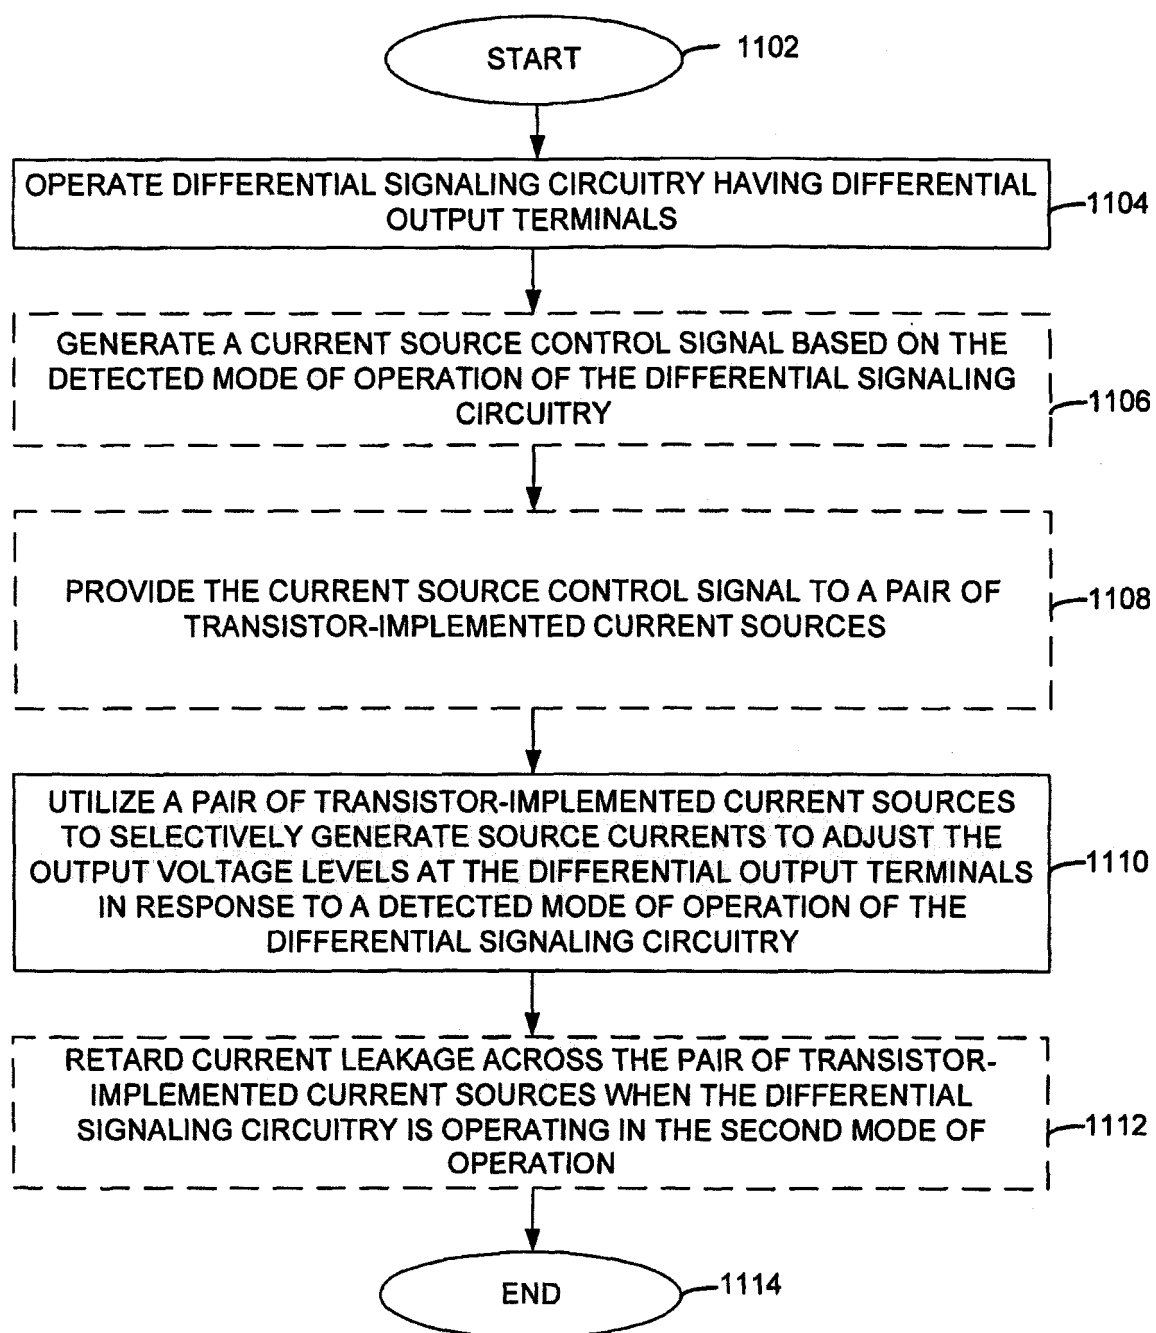 START
1102
OPERATE DIFFERENTIAL SIGNALING CIRCUITRY HAVING DIFFERENTIAL
OUTPUT TERMINALS
1104
GENERATE A CURRENT SOURCE CONTROL SIGNAL BASED ON THE
DETECTED MODE OF OPERATION OF THE DIFFERENTIAL SIGNALING
CIRCUITRY
1106
PROVIDE THE CURRENT SOURCE CONTROL SIGNAL TO A PAIR OF
TRANSISTOR-IMPLEMENTED CURRENT SOURCES
1108
UTILIZE A PAIR OF TRANSISTOR-IMPLEMENTED CURRENT SOURCES
TO SELECTIVELY GENERATE SOURCE CURRENTS TO ADJUST THE
OUTPUT VOLTAGE LEVELS AT THE DIFFERENTIAL OUTPUT TERMINALS
IN RESPONSE TO A DETECTED MODE OF OPERATION OF THE
DIFFERENTIAL SIGNALING CIRCUITRY
1110
RETARD CURRENT LEAKAGE ACROSS THE PAIR OF TRANSISTOR-
IMPLEMENTED CURRENT SOURCES WHEN THE DIFFERENTIAL
SIGNALING CIRCUITRY IS OPERATING IN THE SECOND MODE OF
OPERATION
1112
END
1114